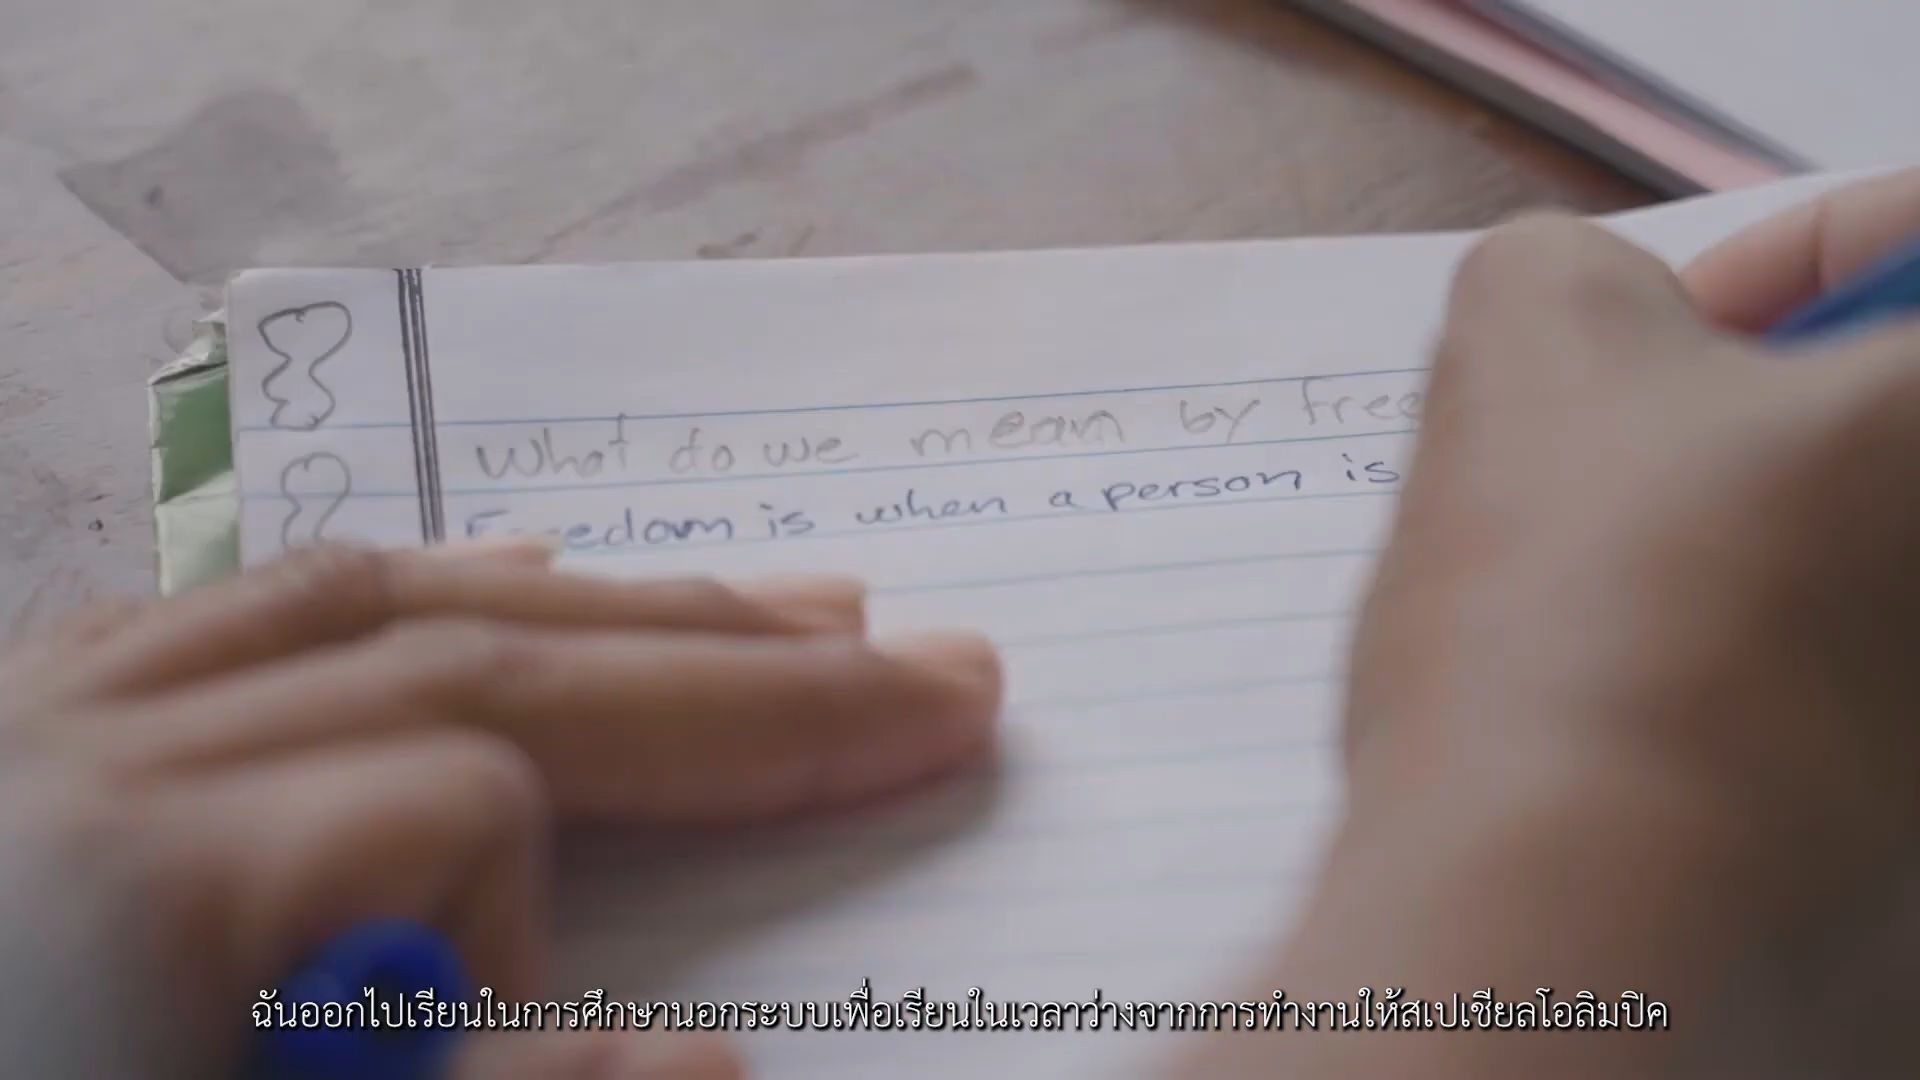 What do we mean by free
Freedom is when a person is
ฉันออกไปเรียนในการศึกษานอกระบบเพื่อเรียนในเวลาว่างจากการทำงานให้สเปเชียลโอลิมปิค